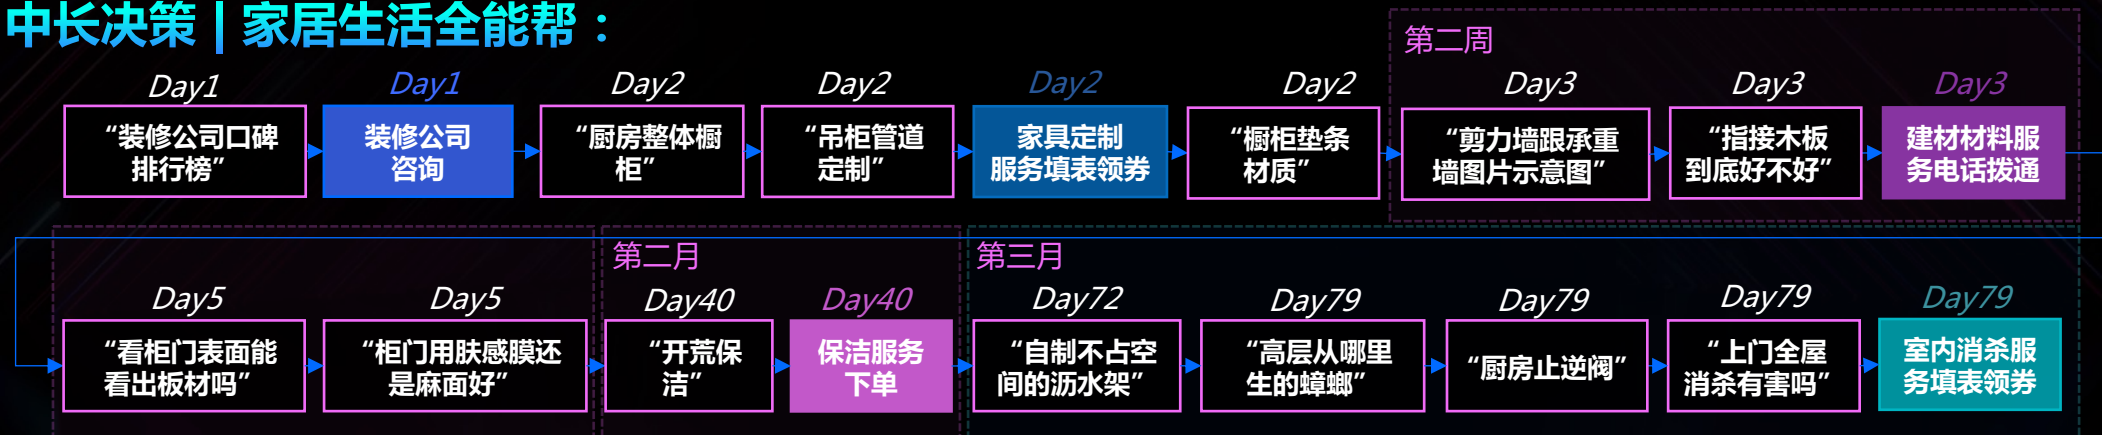 中长决策｜家居生活全能帮：
第二周
Day1
“装修公司口碑
排行榜”
Day1
装修公司
咨询
Day2
“厨房整体橱
柜”
Day2
“吊柜管道
定制”
Day2
家具定制
服务填表领券
Day2
“橱柜垫条
材质”
Day3
“剪力墙跟承重
墙图片示意图”
Day3
“指接木板
到底好不好”
Day3
建材材料服
务电话拨通
Day5
“看柜门表面能
看出板材吗”
Day5
“柜门用肤感膜还
是麻面好”
第二月
Day40
“开荒保
洁”
Day40
保洁服务
下单
第三月
Day72
“自制不占空
间的沥水架”
Day79
“高层从哪里
生的蟑螂”
Day79
“厨房止逆阀”
Day79
“上门全屋
消杀有害吗”
Day79
室内消杀服
务填表领券